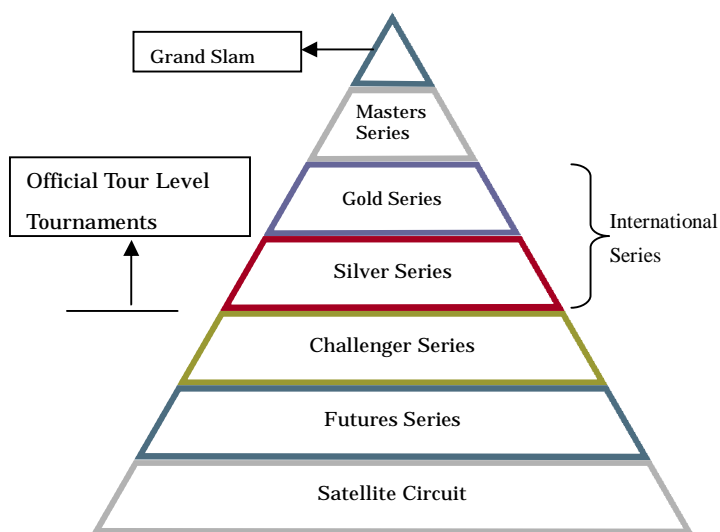 Grand Slam
Masters
Series
Official Tour Level
Tournaments
Gold Series
International
Series
Silver Series
Challenger Series
Futures Series
Satellite Circuit